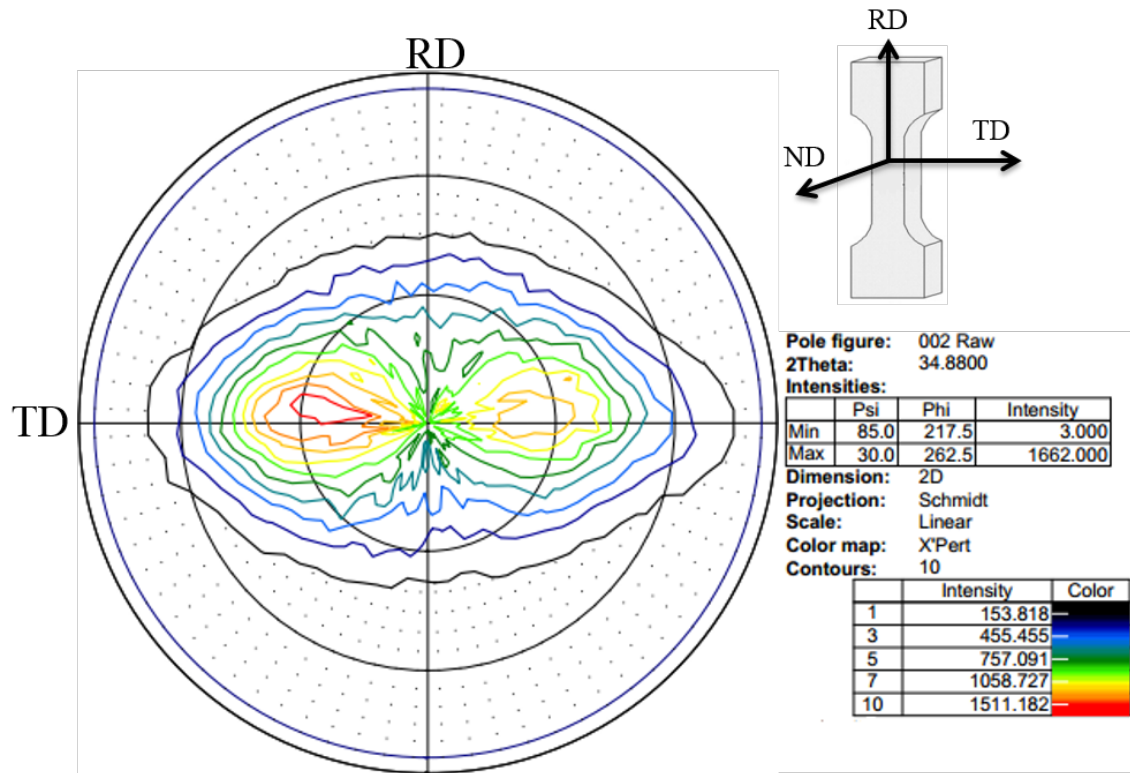 RD
TD
TD
RD
TD
ND
Pole figure: 002 Raw
2Theta: 34.8800
Intensities:
Psi Phi Intensity
Min 85.0 217.5 3.000
Max 30.0 262.5 1662.000
Dimension: 2D
Projection: Schmidt
Scale: Linear
Color map: X'Pert
Contours: 10
Intensity Color
1 153.818
3 455.455
5 757.091
7 1058.727
10 1511.182